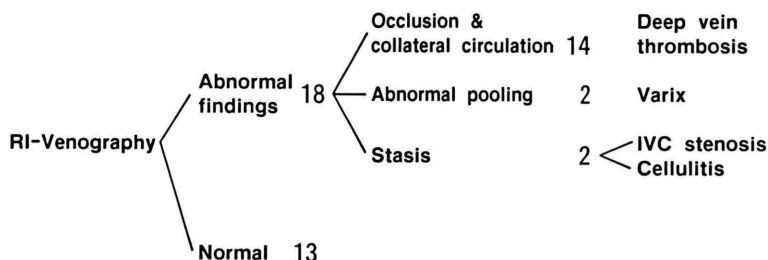 Occlusion &
collateral circulation 14
Deep vein
thrombosis
Abnormal
findings 18
Abnormal pooling 2 Varix
RI-Venography
Stasis 2
IVC stenosis
Cellulitis
Normal 13